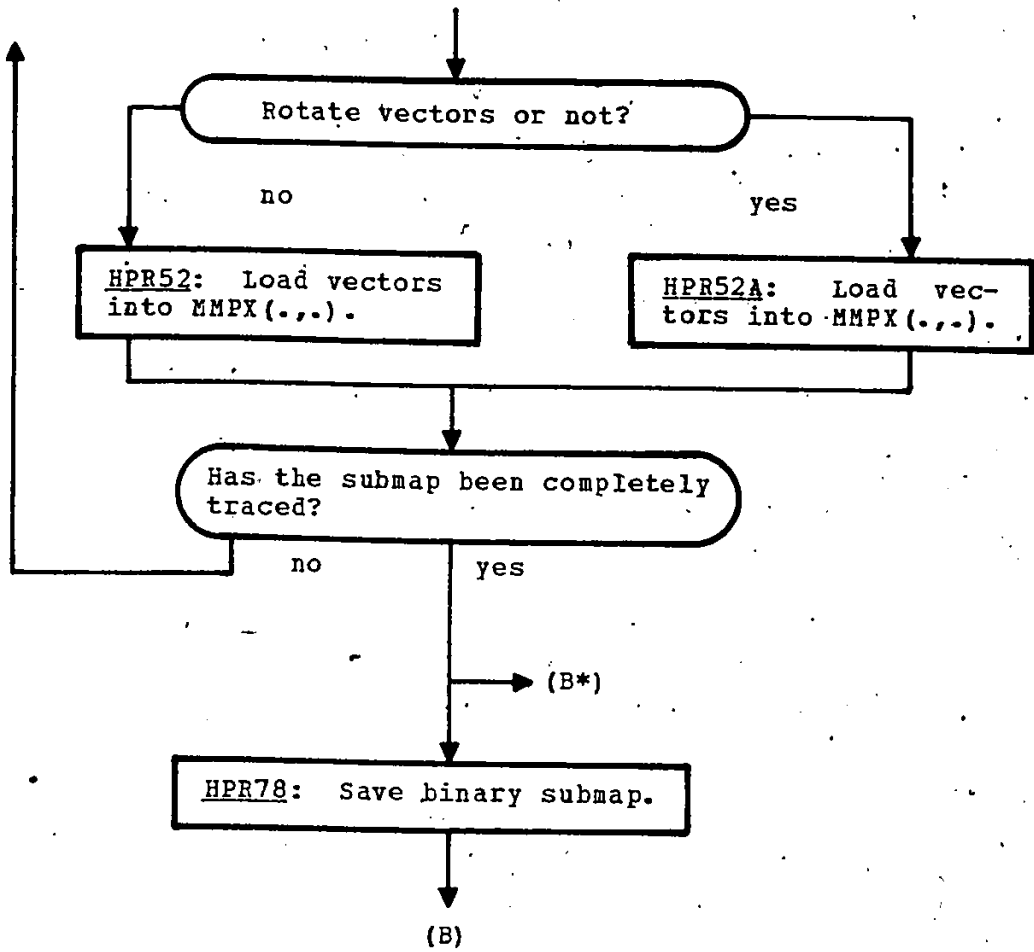 Rotate vectors or not?
no
yes
HPR52: Load vectors
into MMPX(.,.).
HPR52A: Load vec-
tors into MMPX(.,.).
Has the submap been completely
traced?
no
yes
(B*)
HPR78: Save binary submap.
(B)